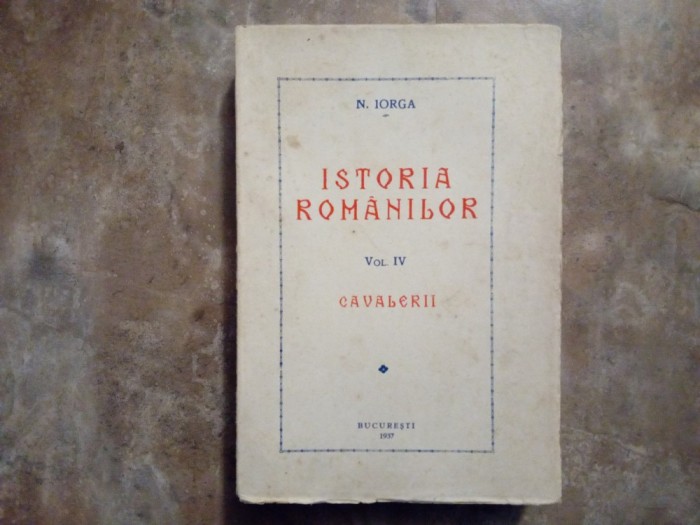 N. IORGA
ISTORIA
ROMÂNILOR
VOL. IV
CAVALERII
BUCUREȘTI
1937